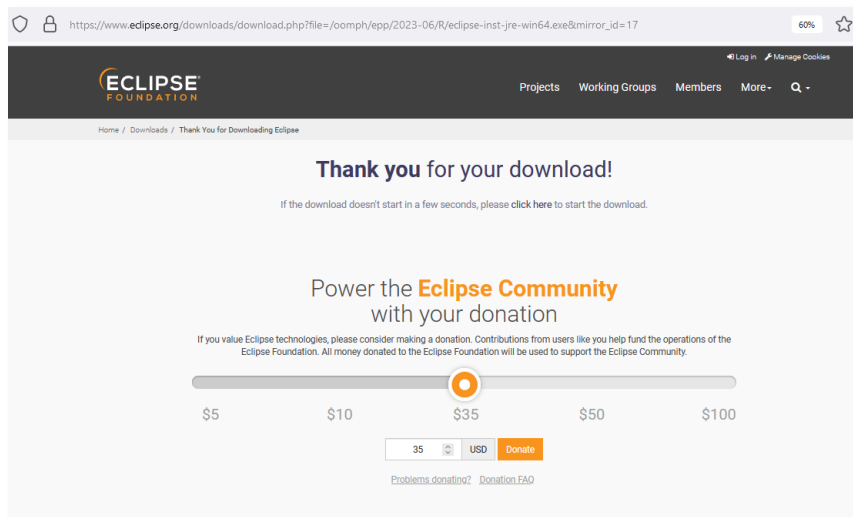 https://www.eclipse.org/downloads/download.php?file=/oomph/epp/2023-06/R/eclipse-inst-jre-win64.exe&mirror_id=17 60%
Log in Manage Cookies
ECLIPSE
FOUNDATION
Projects Working Groups Members More
Home / Downloads / Thank You for Downloading Eclipse
Thank you for your download!
If the download doesn't start in a few seconds, please click here to start the download.
Power the Eclipse Community
with your donation
If you value Eclipse technologies, please consider making a donation. Contributions from users like you help fund the operations of the
Eclipse Foundation. All money donated to the Eclipse Foundation will be used to support the Eclipse Community.
$5 $10 $35 $50 $100
35 USD Donate
Problems donating? Donation FAQ